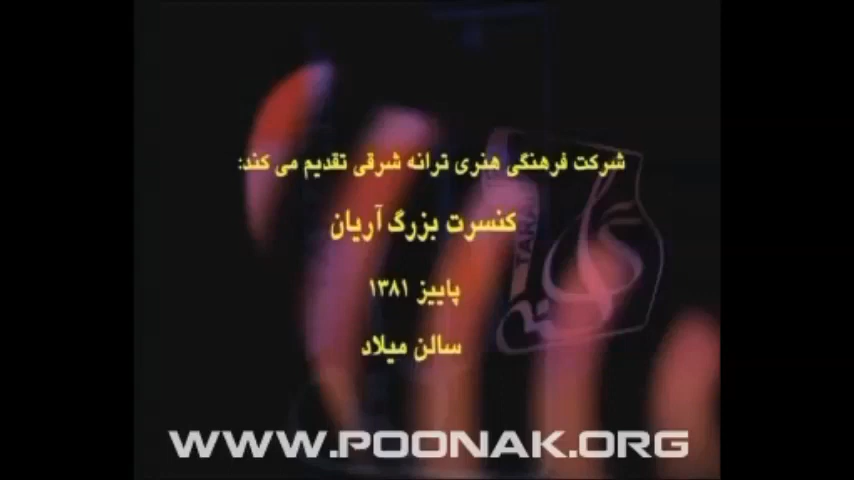 شرکت فرهنگی هنری ترانه شرقی تقدیم می کند:
کنسرت بزرگ آریان
پاییز ۱۳۸۱
سالن میلاد
WWW.POONAK.ORG